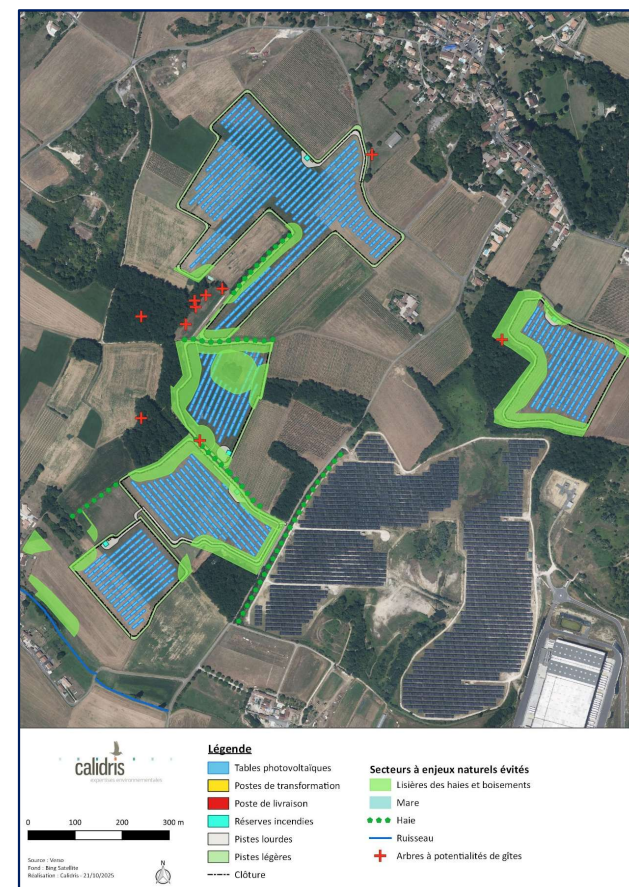 calidris
expertises environnementales
0 100 200 300 m
Source : Verso
Fond : Bing Satellite
Réalisation : Calidris - 21/10/2025
N
Légende
Tables photovoltaïques
Postes de transformation
Poste de livraison
Réserves incendies
Pistes lourdes
Pistes légères
Clôture
Secteurs à enjeux naturels évités
Lisières des haies et boisements
Mare
Haie
Ruisseau
Arbres à potentialités de gîtes